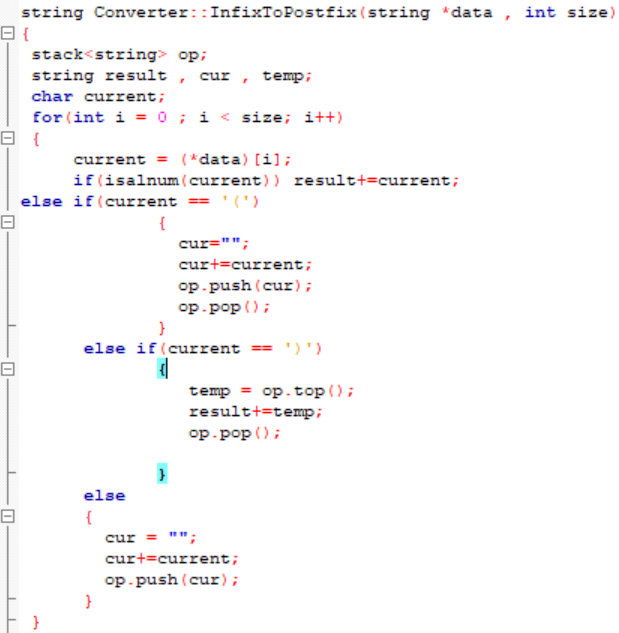 string Converter::InfixToPostfix(string *data , int size)
{
stack<string> op;
string result , cur , temp;
char current;
for(int i = 0 ; i < size; i++)
{
current = (*data)[i];
if(isalnum(current)) result+=current;
else if(current == '(')
{
cur="";
cur+=current;
op.push(cur);
op.pop();
}
else if(current == ')')
{
temp = op.top();
result+=temp;
op.pop();
}
else
{
cur = "";
cur+=current;
op.push(cur);
}
}